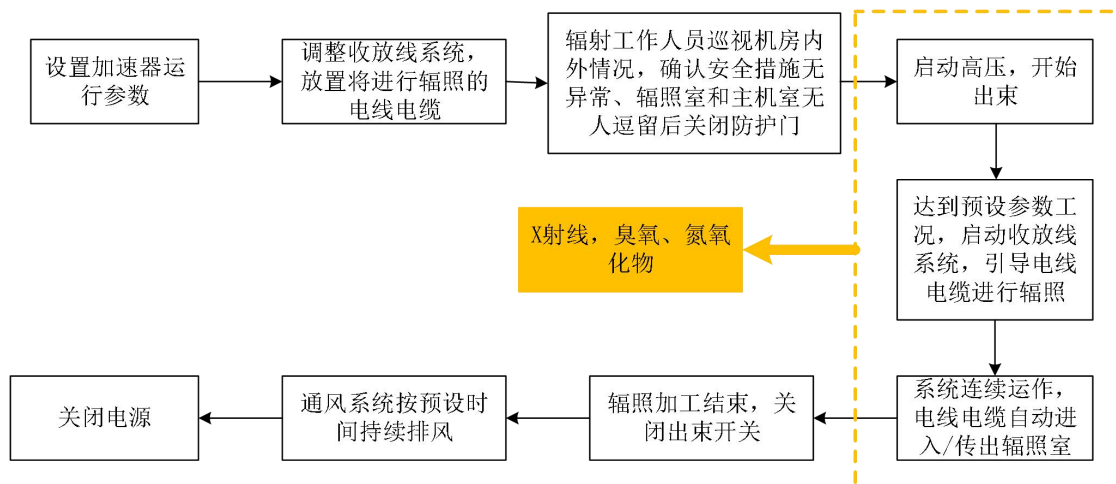 设置加速器运
行参数
调整收放线系统，
放置将进行辐照的
电线电缆
辐射工作人员巡视机房内
外情况，确认安全措施无
异常、辐照室和主机室无
人逗留后关闭防护门
启动高压，开始
出束
达到预设参数工
况，启动收放线
系统，引导电线
电缆进行辐照
X射线，臭氧、氮氧
化物
系统连续运作，
电线电缆自动进
入/传出辐照室
辐照加工结束，关
闭出束开关
通风系统按预设时
间持续排风
关闭电源